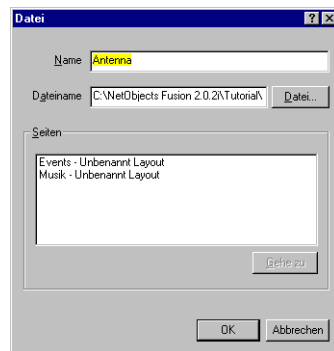 Datei
Name Antenna
Dateiname C:\NetObjects Fusion 2.0.2i\Tutorial\ Datei...
Seiten
Events - Unbenannt Layout
Musik - Unbenannt Layout
Gehe zu
OK Abbrechen